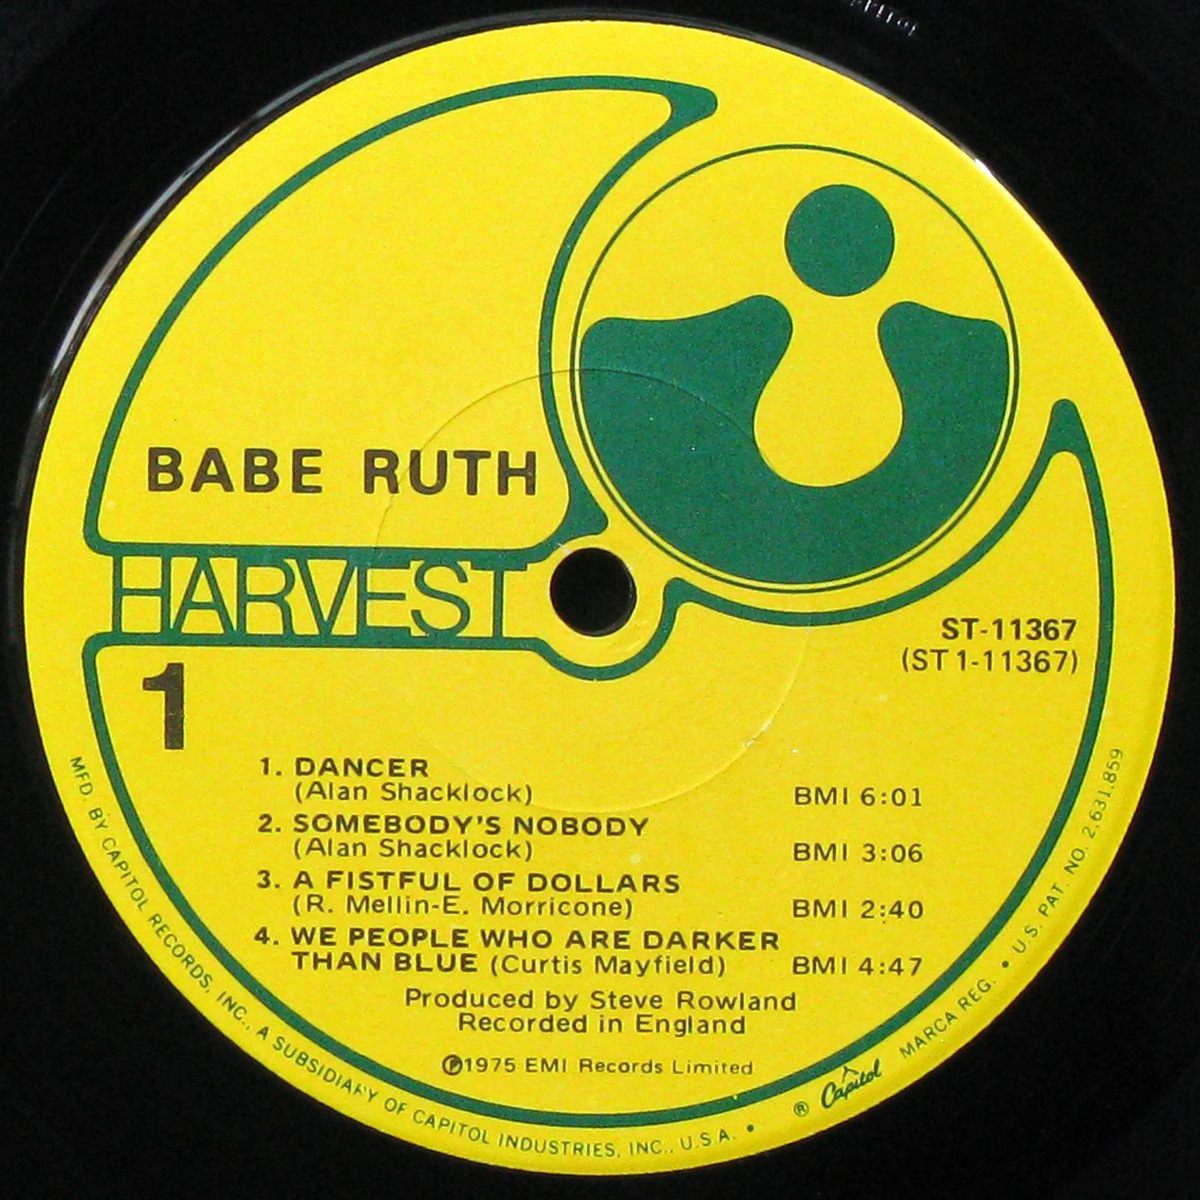 BABE RUTH
HARVEST
ST-11367
(ST 1-11367)
1
1. DANCER
(Alan Shacklock) BMI 6:01
2. SOMEBODY'S NOBODY
(Alan Shacklock) BMI 3:06
3. A FISTFUL OF DOLLARS
(R. Mellin-E. Morricone) BMI 2:40
4. WE PEOPLE WHO ARE DARKER
THAN BLUE (Curtis Mayfield) BMI 4:47
Produced by Steve Rowland
Recorded in England
℗1975 EMI Records Limited
MFD. BY CAPITOL RECORDS, INC., A SUBSIDIARY OF CAPITOL INDUSTRIES, INC., U.S.A. • ® Capitol MARCA REG. • U.S. PAT. NO. 2,631,859